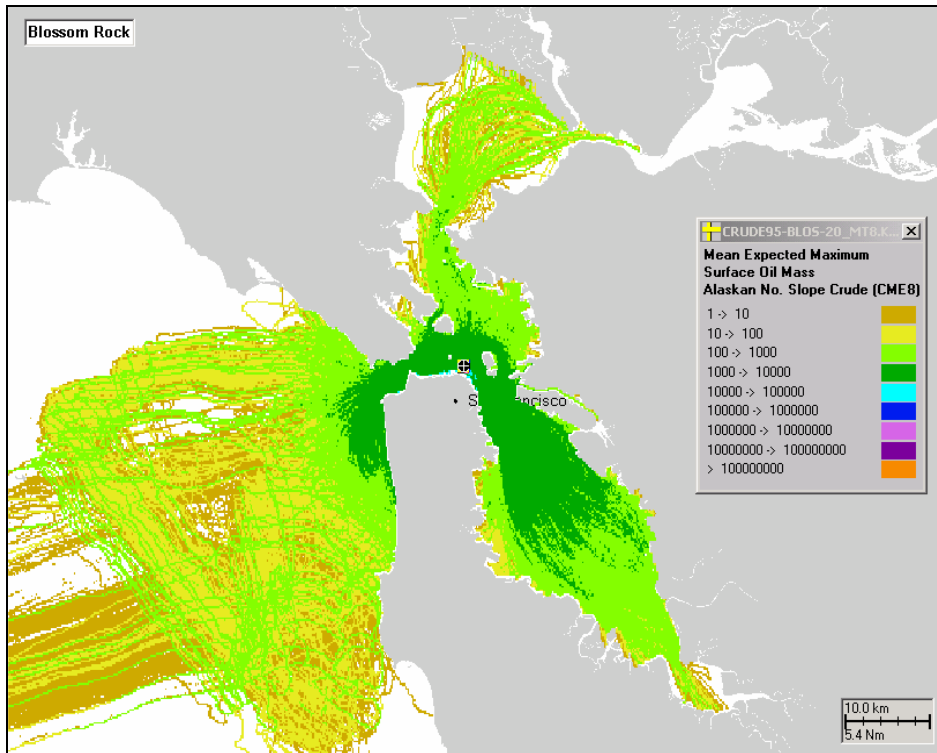 Blossom Rock
CRUDE95-BLOS-20_MT8.K...
Mean Expected Maximum
Surface Oil Mass
Alaskan No. Slope Crude (CME8)
1 -> 10
10 -> 100
100 -> 1000
1000 -> 10000
10000 -> 100000
100000 -> 1000000
1000000 -> 10000000
10000000 -> 100000000
> 100000000
San Francisco
10.0 km
5.4 Nm